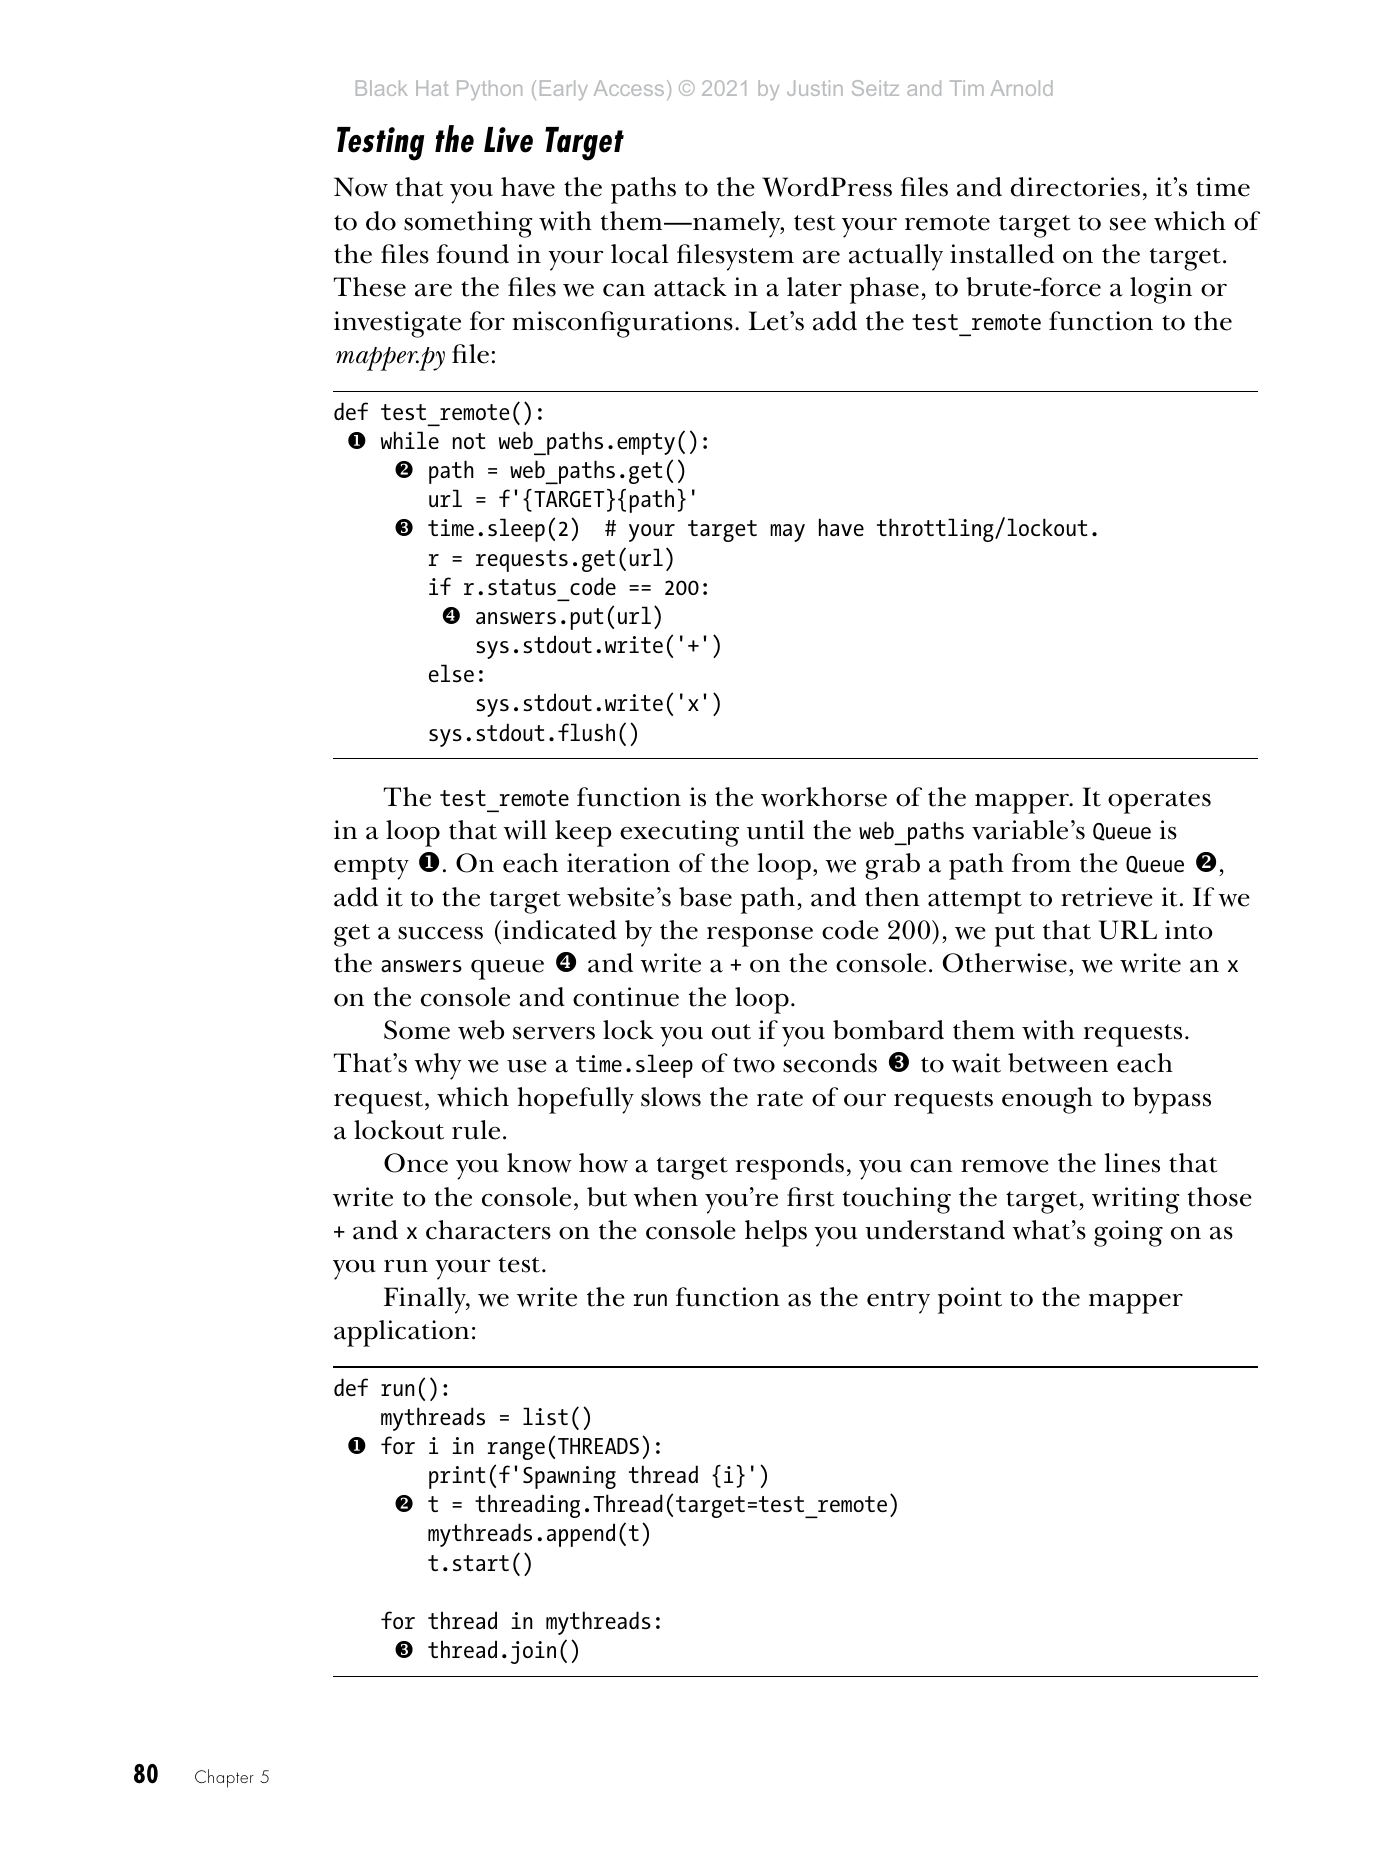 Black Hat Python (Early Access) © 2021 by Justin Seitz and Tim Arnold
Testing the Live Target
Now that you have the paths to the WordPress files and directories, it’s time
to do something with them—namely, test your remote target to see which of
the files found in your local filesystem are actually installed on the target.
These are the files we can attack in a later phase, to brute-force a login or
investigate for misconfigurations. Let’s add the test_remote function to the
mapper.py file:
def test_remote():
❶ while not web_paths.empty():
❷ path = web_paths.get()
url = f'{TARGET}{path}'
❸ time.sleep(2)  # your target may have throttling/lockout.
r = requests.get(url)
if r.status_code == 200:
❹ answers.put(url)
sys.stdout.write('+')
else:
sys.stdout.write('x')
sys.stdout.flush()
The test_remote function is the workhorse of the mapper. It operates
in a loop that will keep executing until the web_paths variable’s Queue is
empty ❶. On each iteration of the loop, we grab a path from the Queue ❷,
add it to the target website’s base path, and then attempt to retrieve it. If we
get a success (indicated by the response code 200), we put that URL into
the answers queue ❹ and write a + on the console. Otherwise, we write an x
on the console and continue the loop.
Some web servers lock you out if you bombard them with requests.
That’s why we use a time.sleep of two seconds ❸ to wait between each
request, which hopefully slows the rate of our requests enough to bypass
a lockout rule.
Once you know how a target responds, you can remove the lines that
write to the console, but when you’re first touching the target, writing those
+ and x characters on the console helps you understand what’s going on as
you run your test.
Finally, we write the run function as the entry point to the mapper
application:
def run():
mythreads = list()
❶ for i in range(THREADS):
print(f'Spawning thread {i}')
❷ t = threading.Thread(target=test_remote)
mythreads.append(t)
t.start()
for thread in mythreads:
❸ thread.join()
80 Chapter 5